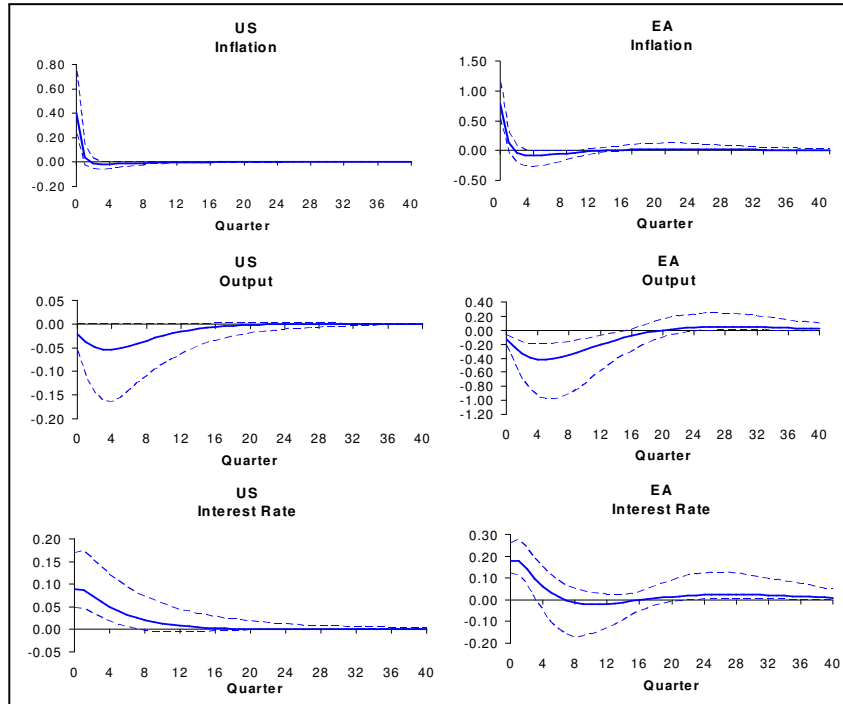 US
Inflation
0.80
0.60
0.40
0.20
0.00
-0.20
0 4 8 12 16 20 24 28 32 36 40
Quarter
EA
Inflation
1.50
1.00
0.50
0.00
-0.50
0 4 8 12 16 20 24 28 32 36 40
Quarter
US
Output
0.05
0.00
-0.05
-0.10
-0.15
-0.20
0 4 8 12 16 20 24 28 32 36 40
Quarter
EA
Output
0.40
0.20
0.00
-0.20
-0.40
-0.60
-0.80
-1.00
-1.20
0 4 8 12 16 20 24 28 32 36 40
Quarter
US
Interest Rate
0.20
0.15
0.10
0.05
0.00
-0.05
0 4 8 12 16 20 24 28 32 36 40
Quarter
EA
Interest Rate
0.30
0.20
0.10
0.00
-0.10
-0.20
0 4 8 12 16 20 24 28 32 36 40
Quarter